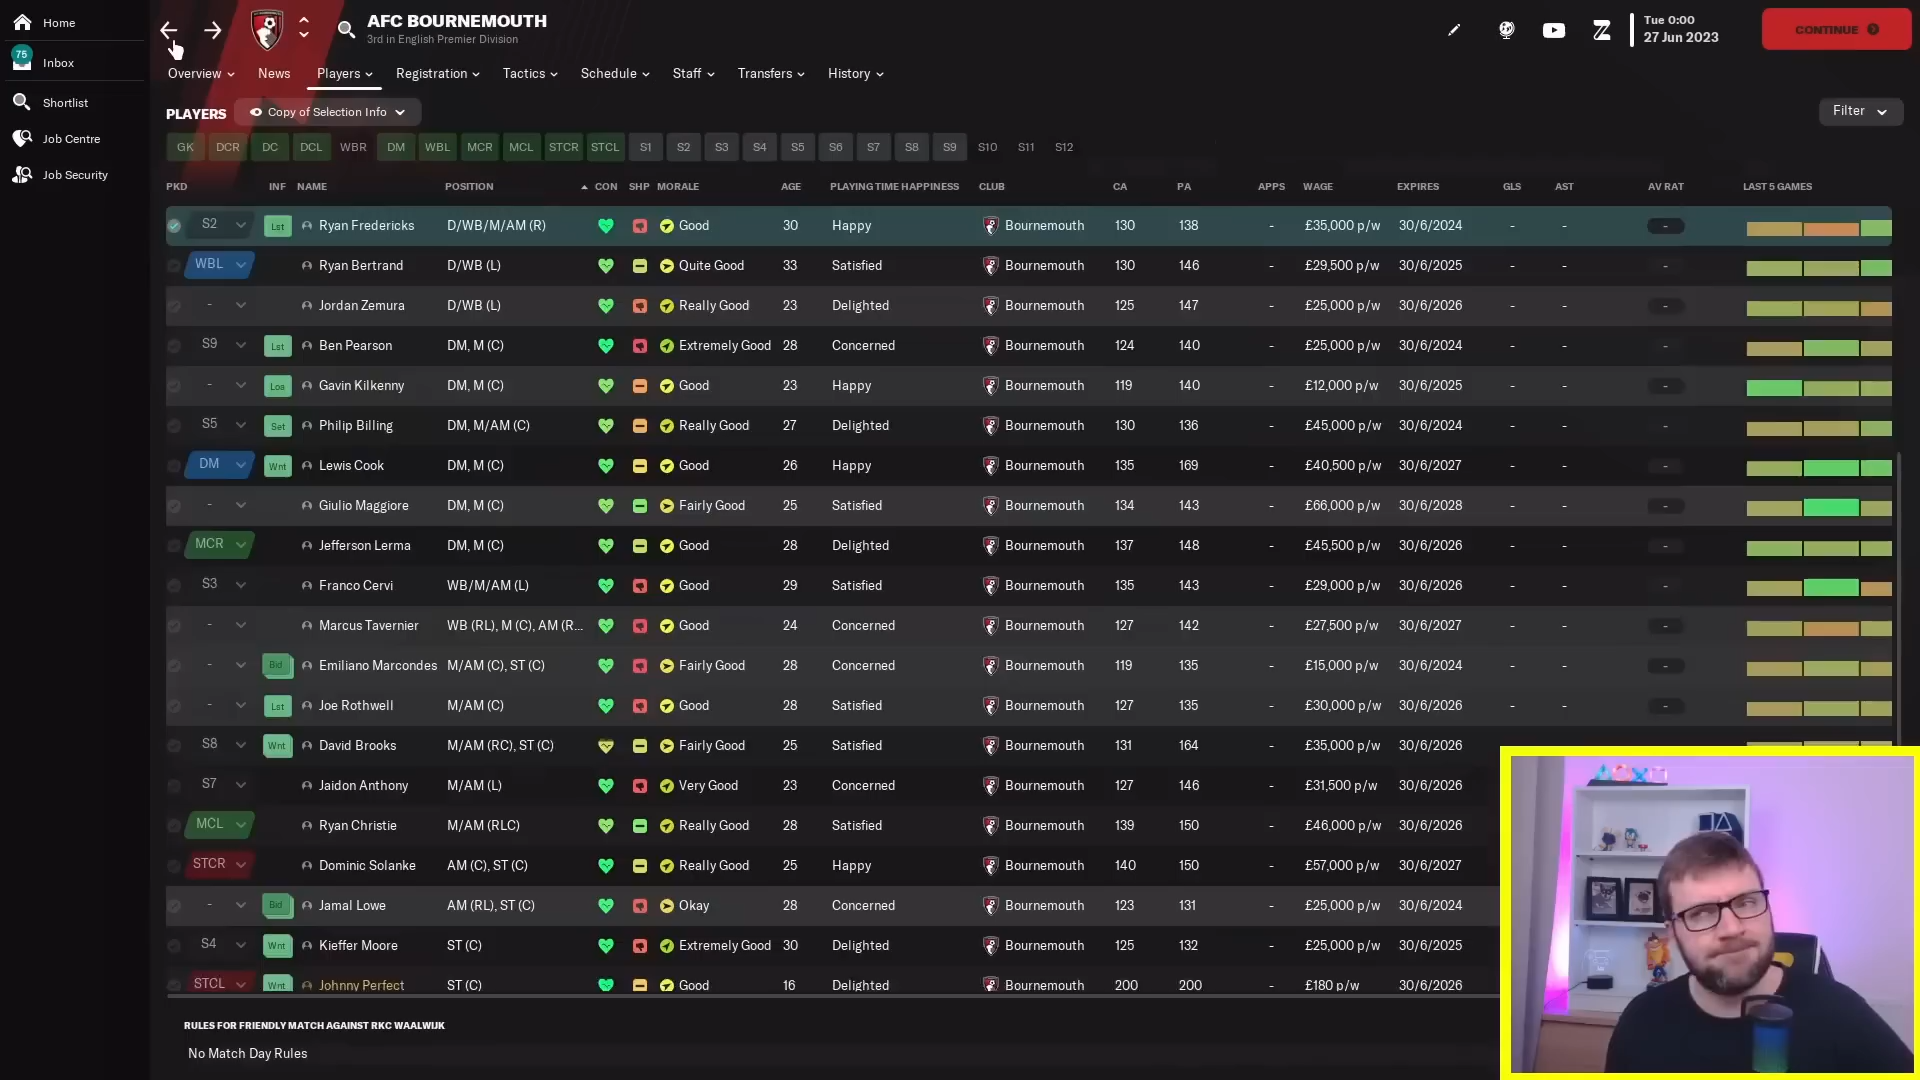 Home
75
Inbox
Shortlist
Job Centre
Job Security
AFC BOURNEMOUTH
3rd in English Premier Division
Tue 0:00
27 Jun 2023
CONTINUE
Overview News Players Registration Tactics Schedule Staff Transfers History
PLAYERS Copy of Selection Info Filter
GK DCR DC DCL WBR DM WBL MCR MCL STCR STCL S1 S2 S3 S4 S5 S6 S7 S8 S9 S10 S11 S12
PKD INF NAME POSITION CON SHP MORALE AGE PLAYING TIME HAPPINESS CLUB CA PA APPS WAGE EXPIRES GLS AST AV RAT LAST 5 GAMES
S2 Lst Ryan Fredericks D/WB/M/AM (R) Good 30 Happy Bournemouth 130 138 - £35,000 p/w 30/6/2024 - - -
WBL Ryan Bertrand D/WB (L) Quite Good 33 Satisfied Bournemouth 130 146 - £29,500 p/w 30/6/2025 - - -
- Jordan Zemura D/WB (L) Really Good 23 Delighted Bournemouth 125 147 - £25,000 p/w 30/6/2026 - - -
S9 Lst Ben Pearson DM, M (C) Extremely Good 28 Concerned Bournemouth 124 140 - £25,000 p/w 30/6/2024 - - -
- Loa Gavin Kilkenny DM, M (C) Good 23 Happy Bournemouth 119 140 - £12,000 p/w 30/6/2025 - - -
S5 Set Philip Billing DM, M/AM (C) Really Good 27 Delighted Bournemouth 130 136 - £45,000 p/w 30/6/2024 - - -
DM Wnt Lewis Cook DM, M (C) Good 26 Happy Bournemouth 135 169 - £40,500 p/w 30/6/2027 - - -
- Giulio Maggiore DM, M (C) Fairly Good 25 Satisfied Bournemouth 134 143 - £66,000 p/w 30/6/2028 - - -
MCR Jefferson Lerma DM, M (C) Good 28 Delighted Bournemouth 137 148 - £45,500 p/w 30/6/2026 - - -
S3 Franco Cervi WB/M/AM (L) Good 29 Satisfied Bournemouth 135 143 - £29,000 p/w 30/6/2026 - - -
- Marcus Tavernier WB (RL), M (C), AM (R... Good 24 Concerned Bournemouth 127 142 - £27,500 p/w 30/6/2027 - - -
- Bid Emiliano Marcondes M/AM (C), ST (C) Fairly Good 28 Concerned Bournemouth 119 135 - £15,000 p/w 30/6/2024 - - -
- Lst Joe Rothwell M/AM (C) Good 28 Satisfied Bournemouth 127 135 - £30,000 p/w 30/6/2026 - - -
S8 Wnt David Brooks M/AM (RC), ST (C) Fairly Good 25 Satisfied Bournemouth 131 164 - £35,000 p/w 30/6/2026
S7 Jaidon Anthony M/AM (L) Very Good 23 Concerned Bournemouth 127 146 - £31,500 p/w 30/6/2026
MCL Ryan Christie M/AM (RLC) Really Good 28 Satisfied Bournemouth 139 150 - £46,000 p/w 30/6/2026
STCR Dominic Solanke AM (C), ST (C) Really Good 25 Happy Bournemouth 140 150 - £57,000 p/w 30/6/2027
- Bid Jamal Lowe AM (RL), ST (C) Okay 28 Concerned Bournemouth 123 131 - £25,000 p/w 30/6/2024
S4 Wnt Kieffer Moore ST (C) Extremely Good 30 Delighted Bournemouth 125 132 - £25,000 p/w 30/6/2025
STCL Wnt Johnny Perfect ST (C) Good 16 Delighted Bournemouth 200 200 - £180 p/w 30/6/2026
RULES FOR FRIENDLY MATCH AGAINST RKC WAALWIJK
No Match Day Rules